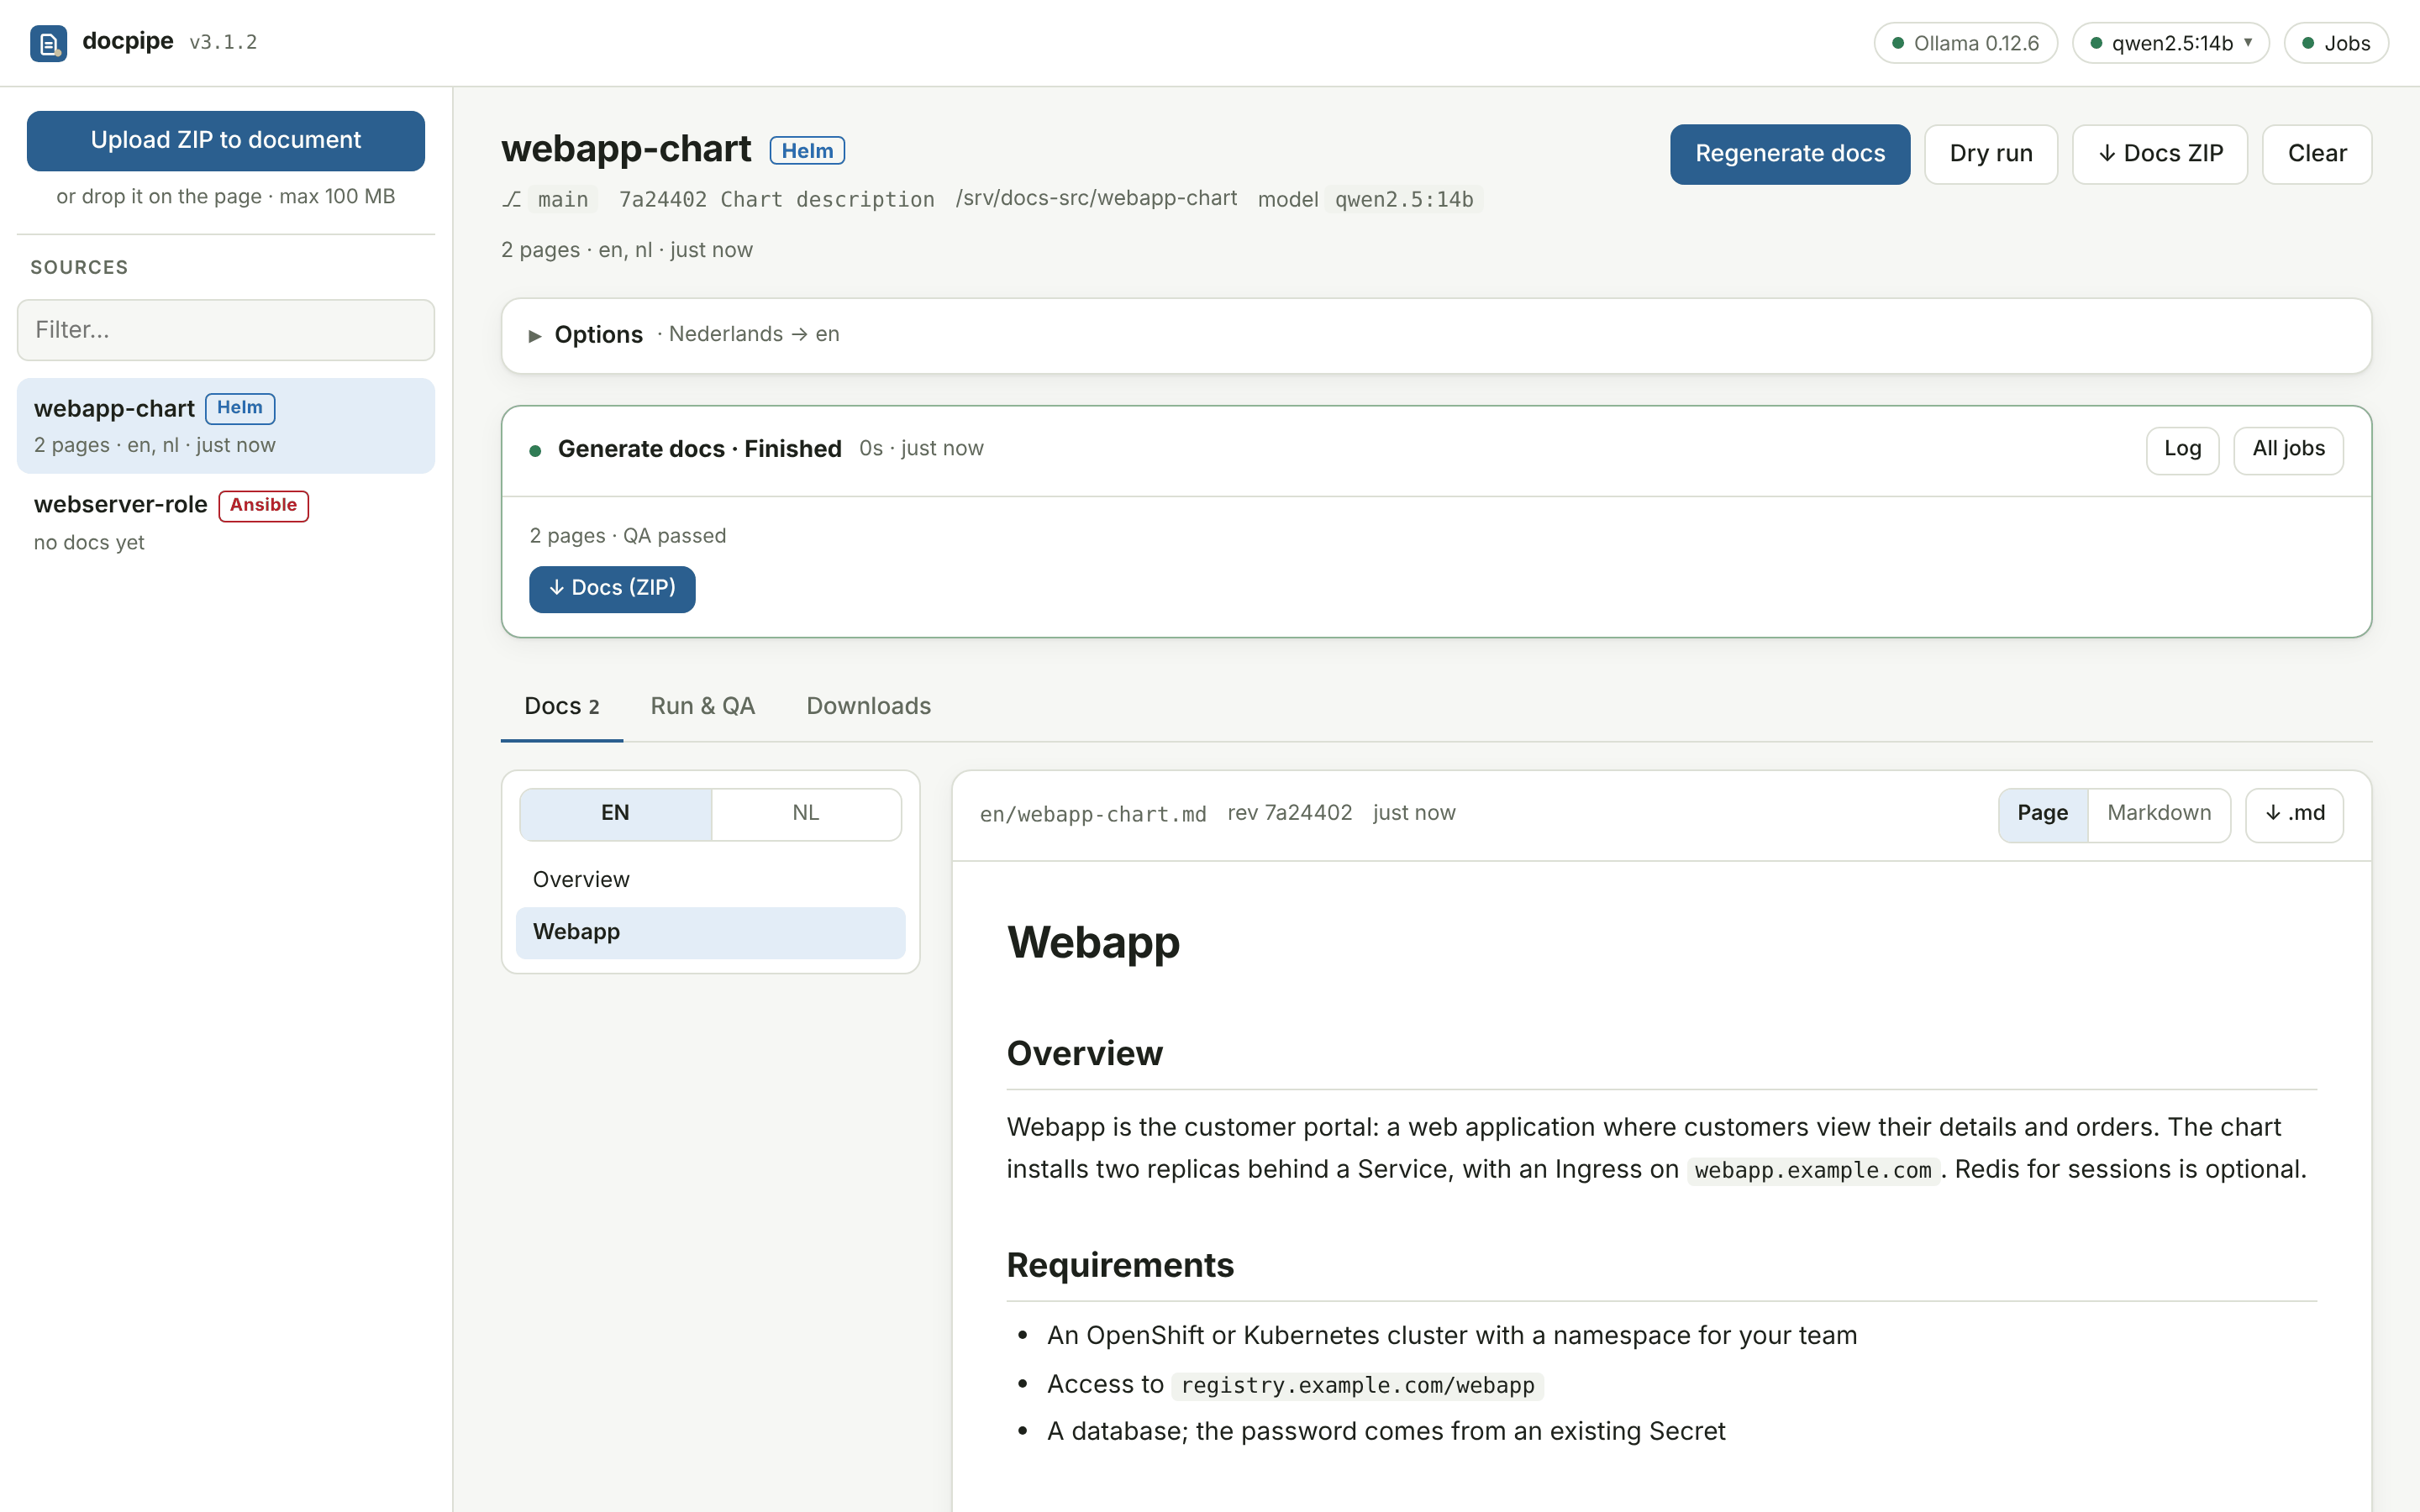 docpipe v3.1.2
Ollama 0.12.6
qwen2.5:14b ▾
Jobs
Upload ZIP to document
or drop it on the page · max 100 MB
SOURCES
Filter...
webapp-chart Helm
2 pages · en, nl · just now
webserver-role Ansible
no docs yet
webapp-chart Helm
Regenerate docs
Dry run
↓ Docs ZIP
Clear
⎇ main 7a24402 Chart description /srv/docs-src/webapp-chart model qwen2.5:14b
2 pages · en, nl · just now
▸ Options · Nederlands → en
Generate docs · Finished 0s · just now
Log
All jobs
2 pages · QA passed
↓ Docs (ZIP)
Docs 2
Run & QA
Downloads
EN
NL
Overview
Webapp
en/webapp-chart.md rev 7a24402 just now
Page
Markdown
↓ .md
Webapp
Overview
Webapp is the customer portal: a web application where customers view their details and orders. The chart
installs two replicas behind a Service, with an Ingress on webapp.example.com. Redis for sessions is optional.
Requirements
• An OpenShift or Kubernetes cluster with a namespace for your team
• Access to registry.example.com/webapp
• A database; the password comes from an existing Secret